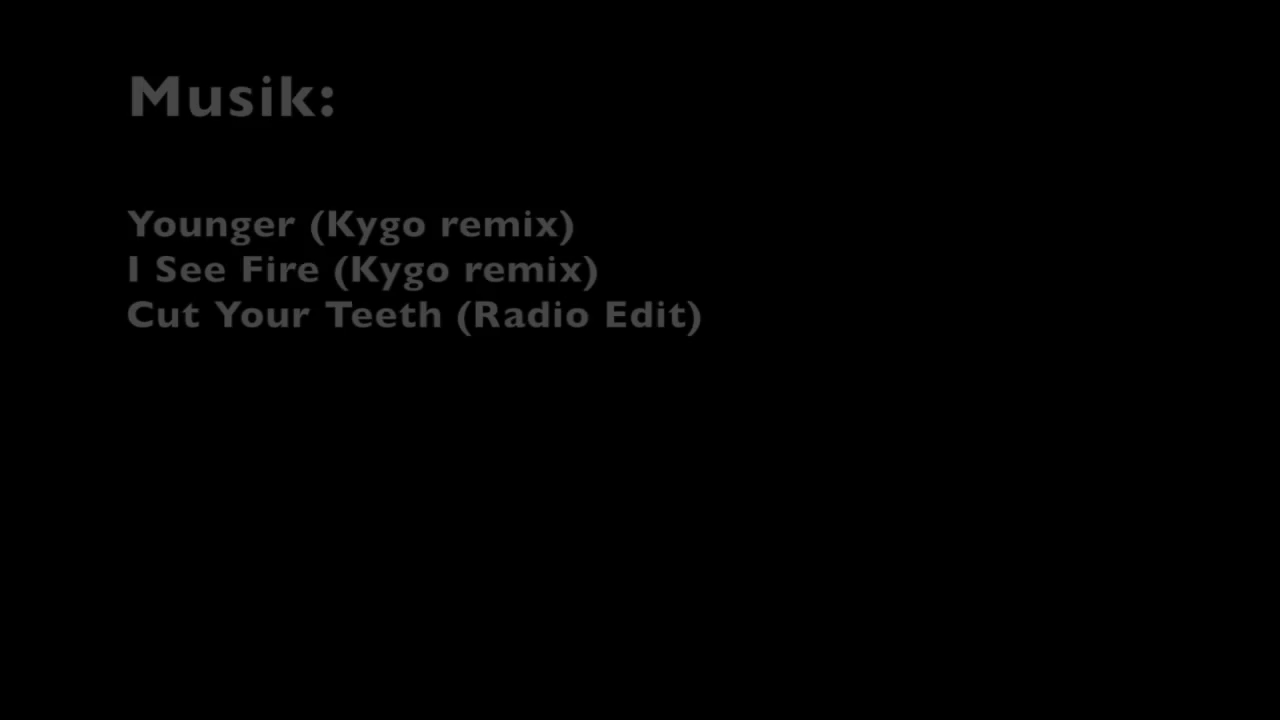 Musik:
Younger (Kygo remix)
I See Fire (Kygo remix)
Cut Your Teeth (Radio Edit)